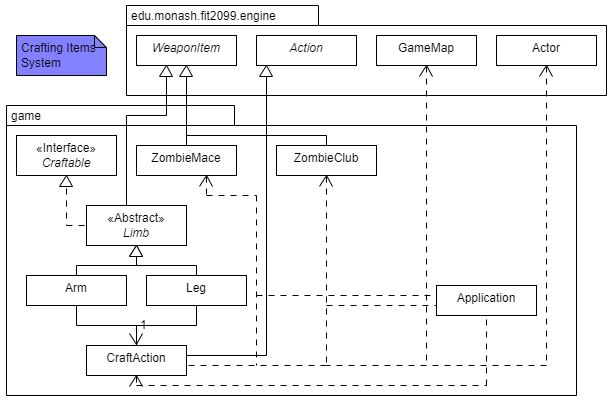 edu.monash.fit2099.engine
Crafting Items
System
WeaponItem
Action
GameMap
Actor
game
«Interface»
Craftable
ZombieMace
ZombieClub
«Abstract»
Limb
Arm
Leg
Application
1
CraftAction